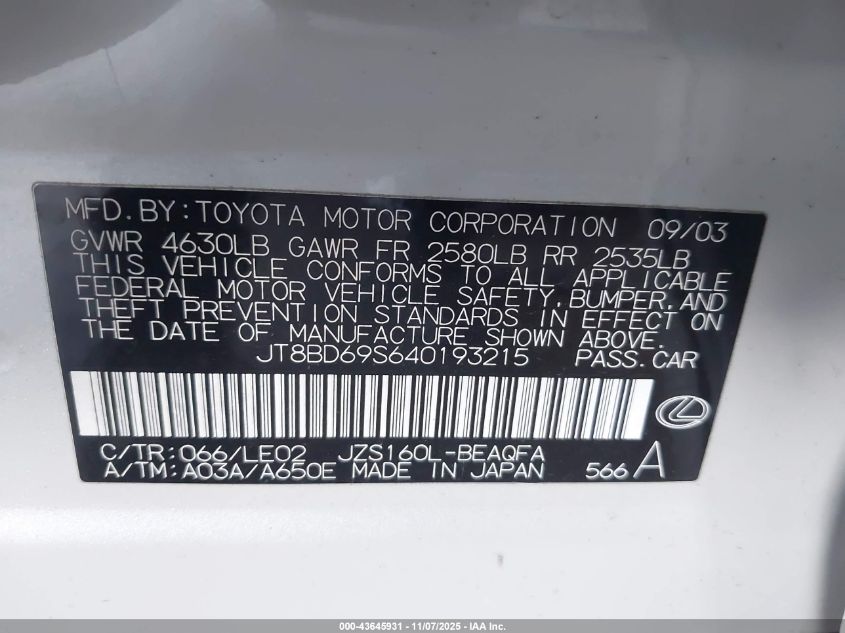 MFD.BY:TOYOTA MOTOR CORPORATION 09/03
GVWR 4630LB GAWR FR 2580LB RR 2535LB
THIS VEHICLE CONFORMS TO ALL APPLICABLE
FEDERAL MOTOR VEHICLE SAFETY,BUMPER,AND
THEFT PREVENTION STANDARDS IN EFFECT ON
THE DATE OF MANUFACTURE SHOWN ABOVE.
JT8BD69S640193215 PASS.CAR
C/TR:066/LE02 JZS160L-BEAQFA
A/TM:A03A/A650E MADE IN JAPAN 566 A
000-43645931 - 11/07/2025 - IAA Inc.